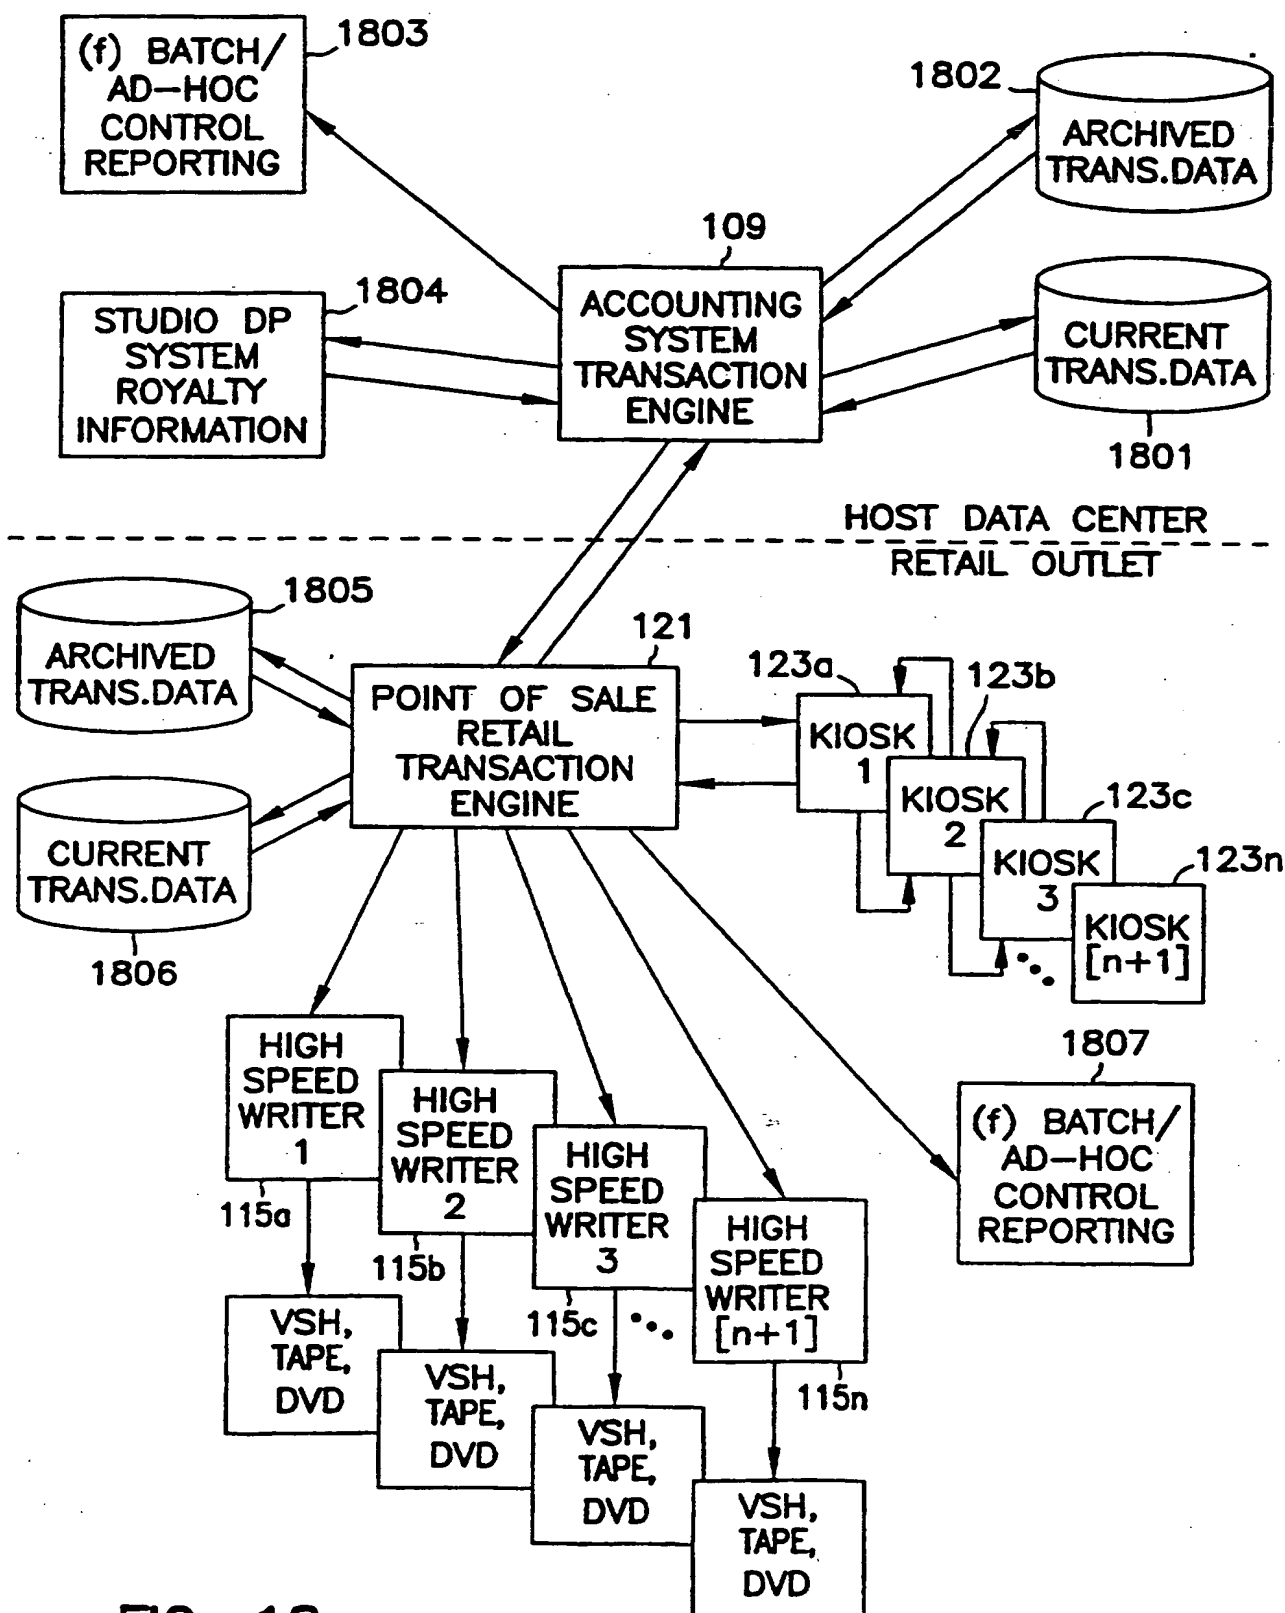 (f) BATCH/
AD-HOC
CONTROL
REPORTING
1803
1802
ARCHIVED
TRANS.DATA
109
ACCOUNTING
SYSTEM
TRANSACTION
ENGINE
1804
STUDIO DP
SYSTEM
ROYALTY
INFORMATION
CURRENT
TRANS.DATA
1801
HOST DATA CENTER
RETAIL OUTLET
1805
ARCHIVED
TRANS.DATA
121
POINT OF SALE
RETAIL
TRANSACTION
ENGINE
CURRENT
TRANS.DATA
1806
123a
KIOSK
1
123b
KIOSK
2
123c
KIOSK
3
123n
KIOSK
[n+1]
1807
(f) BATCH/
AD-HOC
CONTROL
REPORTING
HIGH
SPEED
WRITER
1
115a
HIGH
SPEED
WRITER
2
115b
HIGH
SPEED
WRITER
3
115c
HIGH
SPEED
WRITER
[n+1]
115n
VSH,
TAPE,
DVD
VSH,
TAPE,
DVD
VSH,
TAPE,
DVD
VSH,
TAPE,
DVD